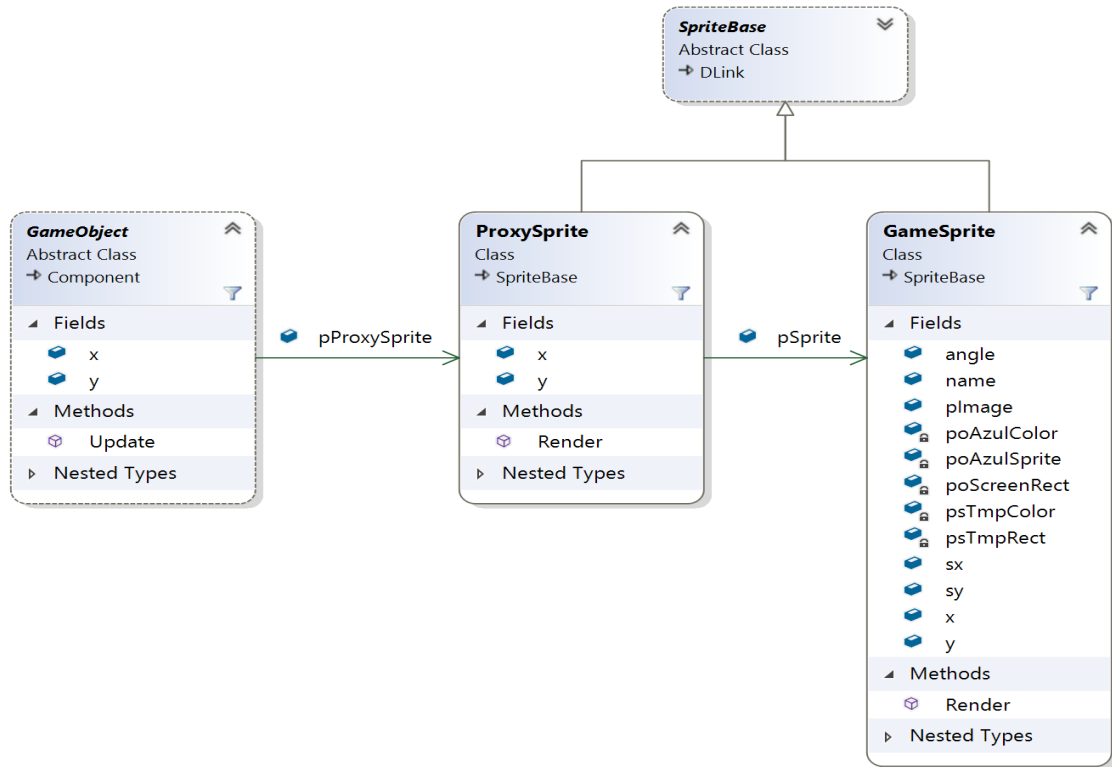 SpriteBase
Abstract Class
DLink
GameObject
Abstract Class
Component
Fields
x
y
Methods
Update
Nested Types
pProxySprite
ProxySprite
Class
SpriteBase
Fields
x
y
Methods
Render
Nested Types
pSprite
GameSprite
Class
SpriteBase
Fields
angle
name
pImage
poAzulColor
poAzulSprite
poScreenRect
psTmpColor
psTmpRect
sx
sy
x
y
Methods
Render
Nested Types